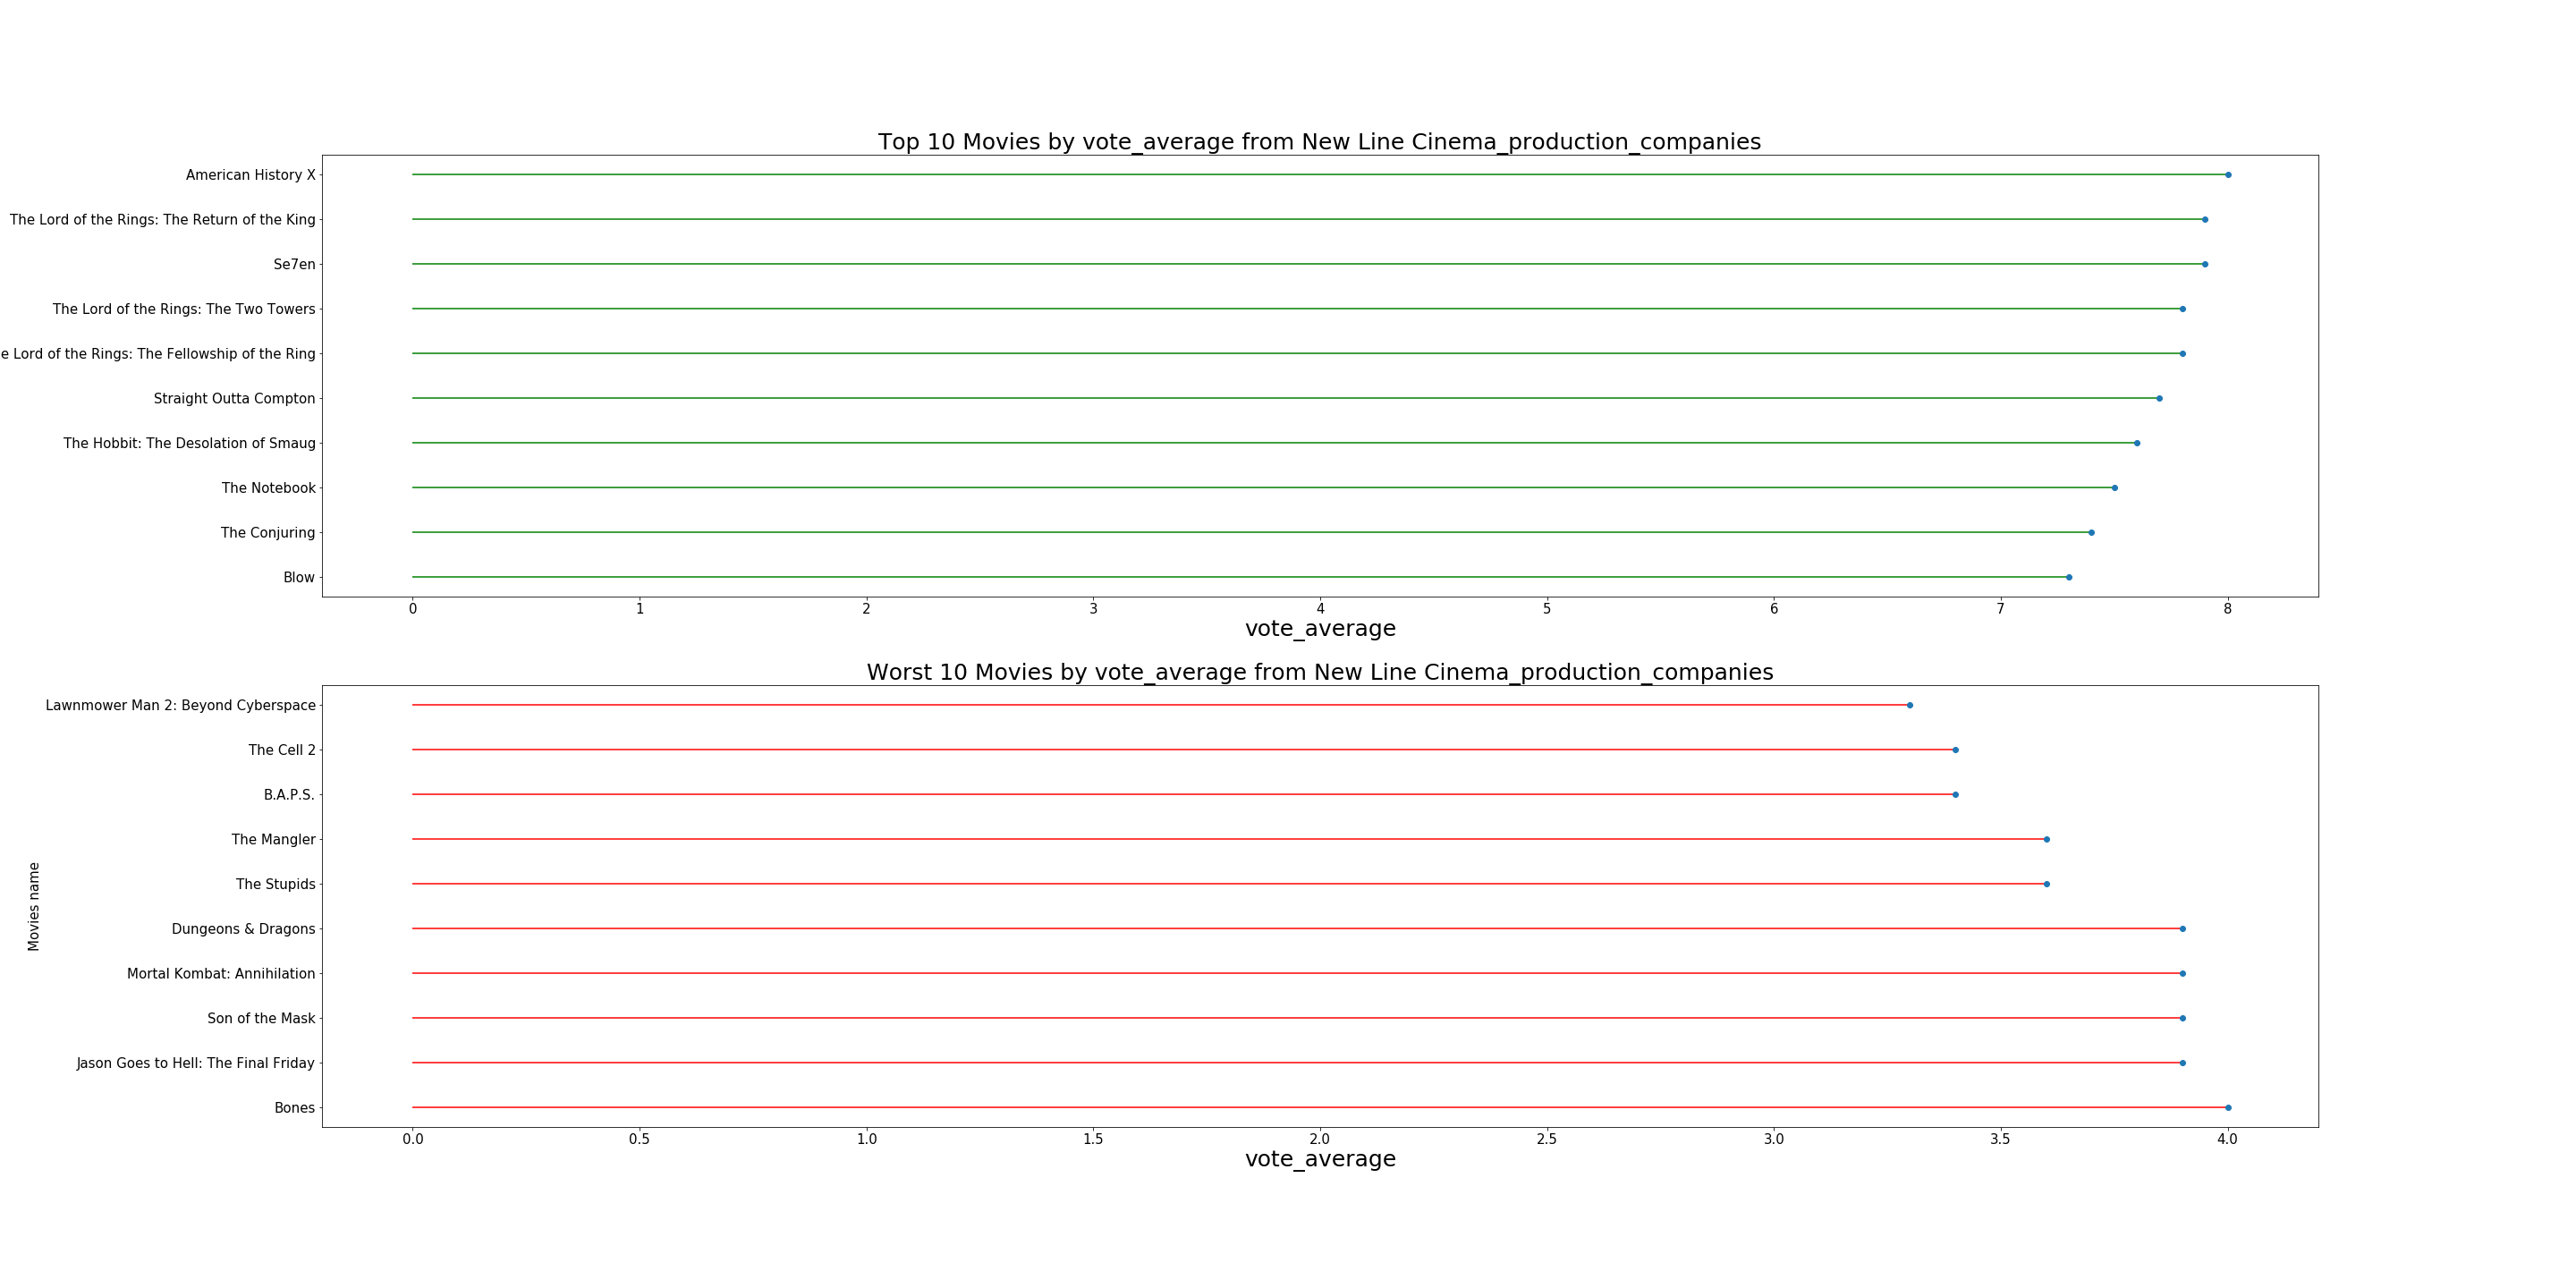 Top 10 Movies by vote_average from New Line Cinema_production_companies
American History X
The Lord of the Rings: The Return of the King
Se7en
The Lord of the Rings: The Two Towers
e Lord of the Rings: The Fellowship of the Ring
Straight Outta Compton
The Hobbit: The Desolation of Smaug
The Notebook
The Conjuring
Blow
0 1 2 3 4 5 6 7 8
vote_average
Worst 10 Movies by vote_average from New Line Cinema_production_companies
Movies name
Lawnmower Man 2: Beyond Cyberspace
The Cell 2
B.A.P.S.
The Mangler
The Stupids
Dungeons & Dragons
Mortal Kombat: Annihilation
Son of the Mask
Jason Goes to Hell: The Final Friday
Bones
0.0 0.5 1.0 1.5 2.0 2.5 3.0 3.5 4.0
vote_average